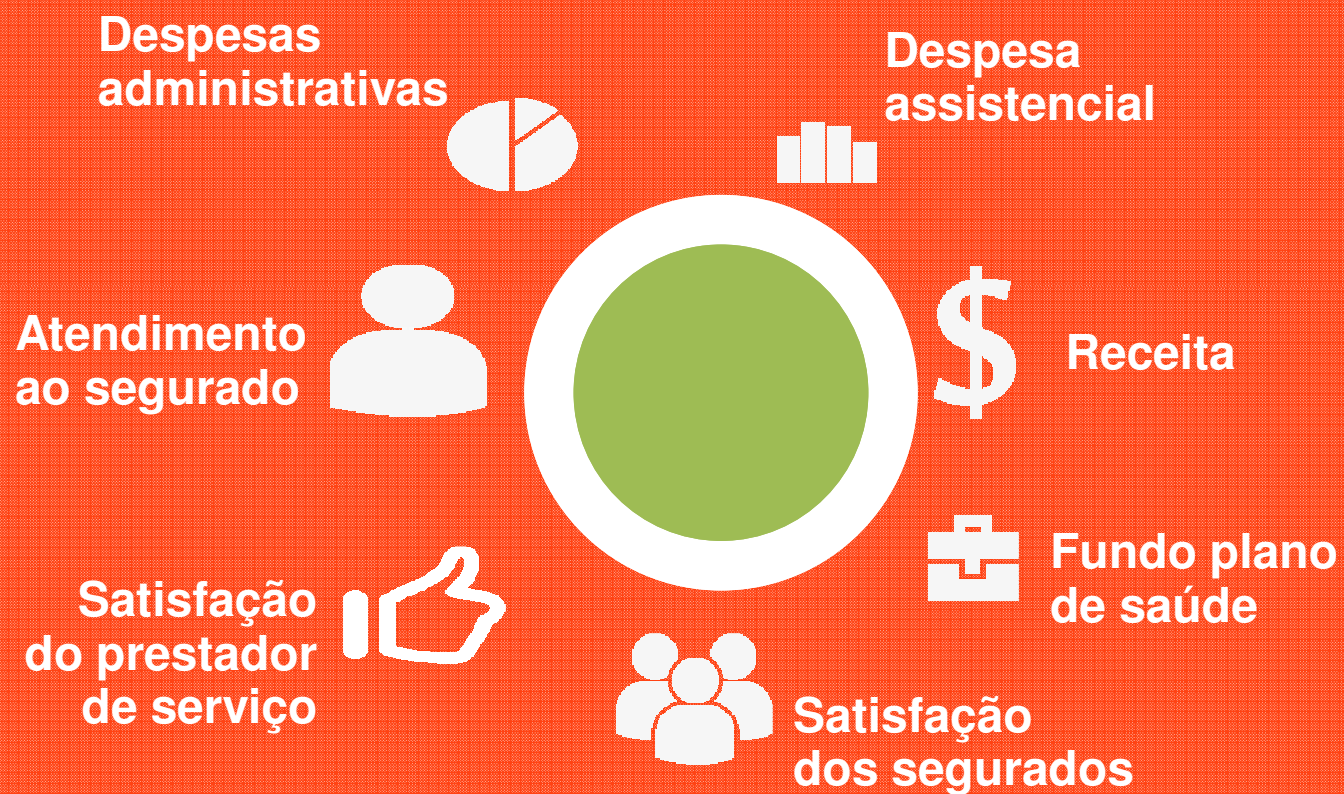 Despesas
administrativas
Despesa
assistencial
Atendimento
ao segurado
Receita
Fundo plano
de saúde
Satisfação
do prestador
de serviço
Satisfação
dos segurados